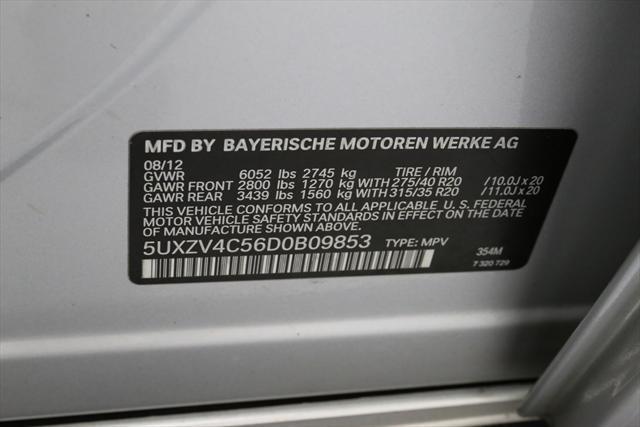 MFD BY BAYERISCHE MOTOREN WERKE AG
08/12
GVWR 6052 lbs 2745 kg TIRE / RIM
GAWR FRONT 2800 lbs 1270 kg WITH 275/40 R20 /10.0J x 20
GAWR REAR 3439 lbs 1560 kg WITH 315/35 R20 /11.0J x 20
THIS VEHICLE CONFORMS TO ALL APPLICABLE U. S. FEDERAL
MOTOR VEHICLE SAFETY STANDARDS IN EFFECT ON THE DATE
OF MANUFACTURE SHOWN ABOVE.
5UXZV4C56D0B09853 TYPE: MPV 354M
7 320 729